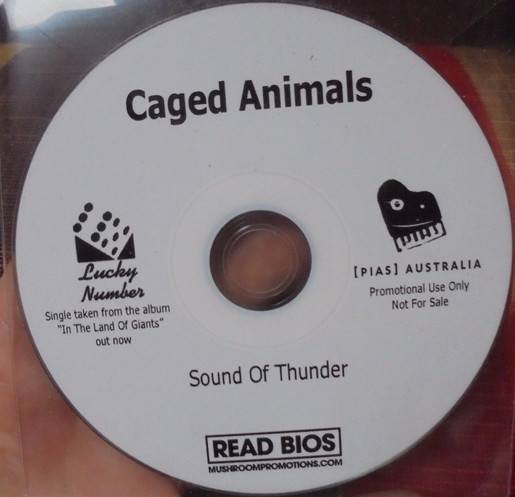 Caged Animals
Lucky
Number
Single taken from the album
"In The Land Of Giants"
out now
[PIAS] AUSTRALIA
Promotional Use Only
Not For Sale
Sound Of Thunder
READ BIOS
MUSHROOMPROMOTIONS.COM